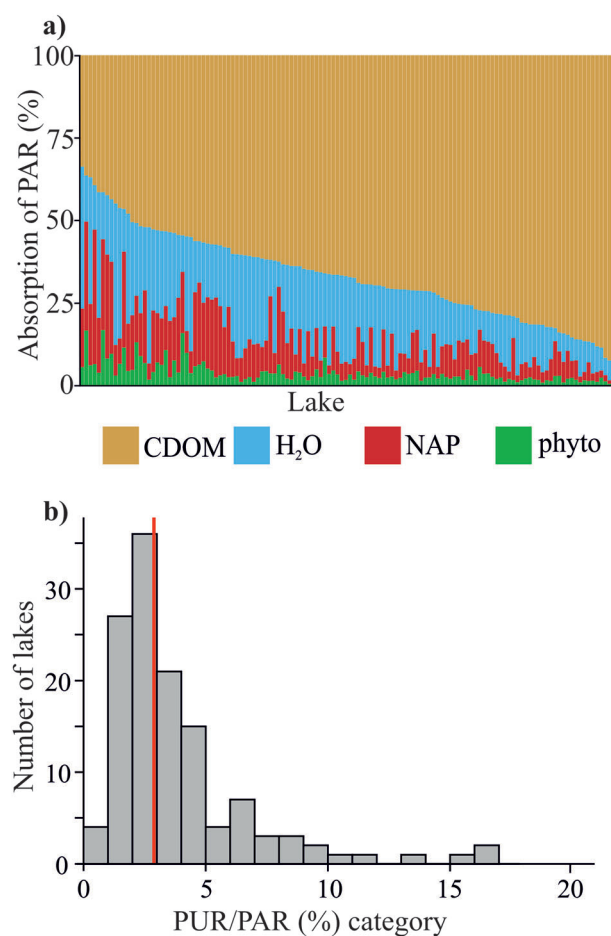 a)
100
75
50
25
0
Absorption of PAR (%)
Lake
CDOM H₂O NAP phyto
b)
30
20
10
0
Number of lakes
0 5 10 15 20
PUR/PAR (%) category